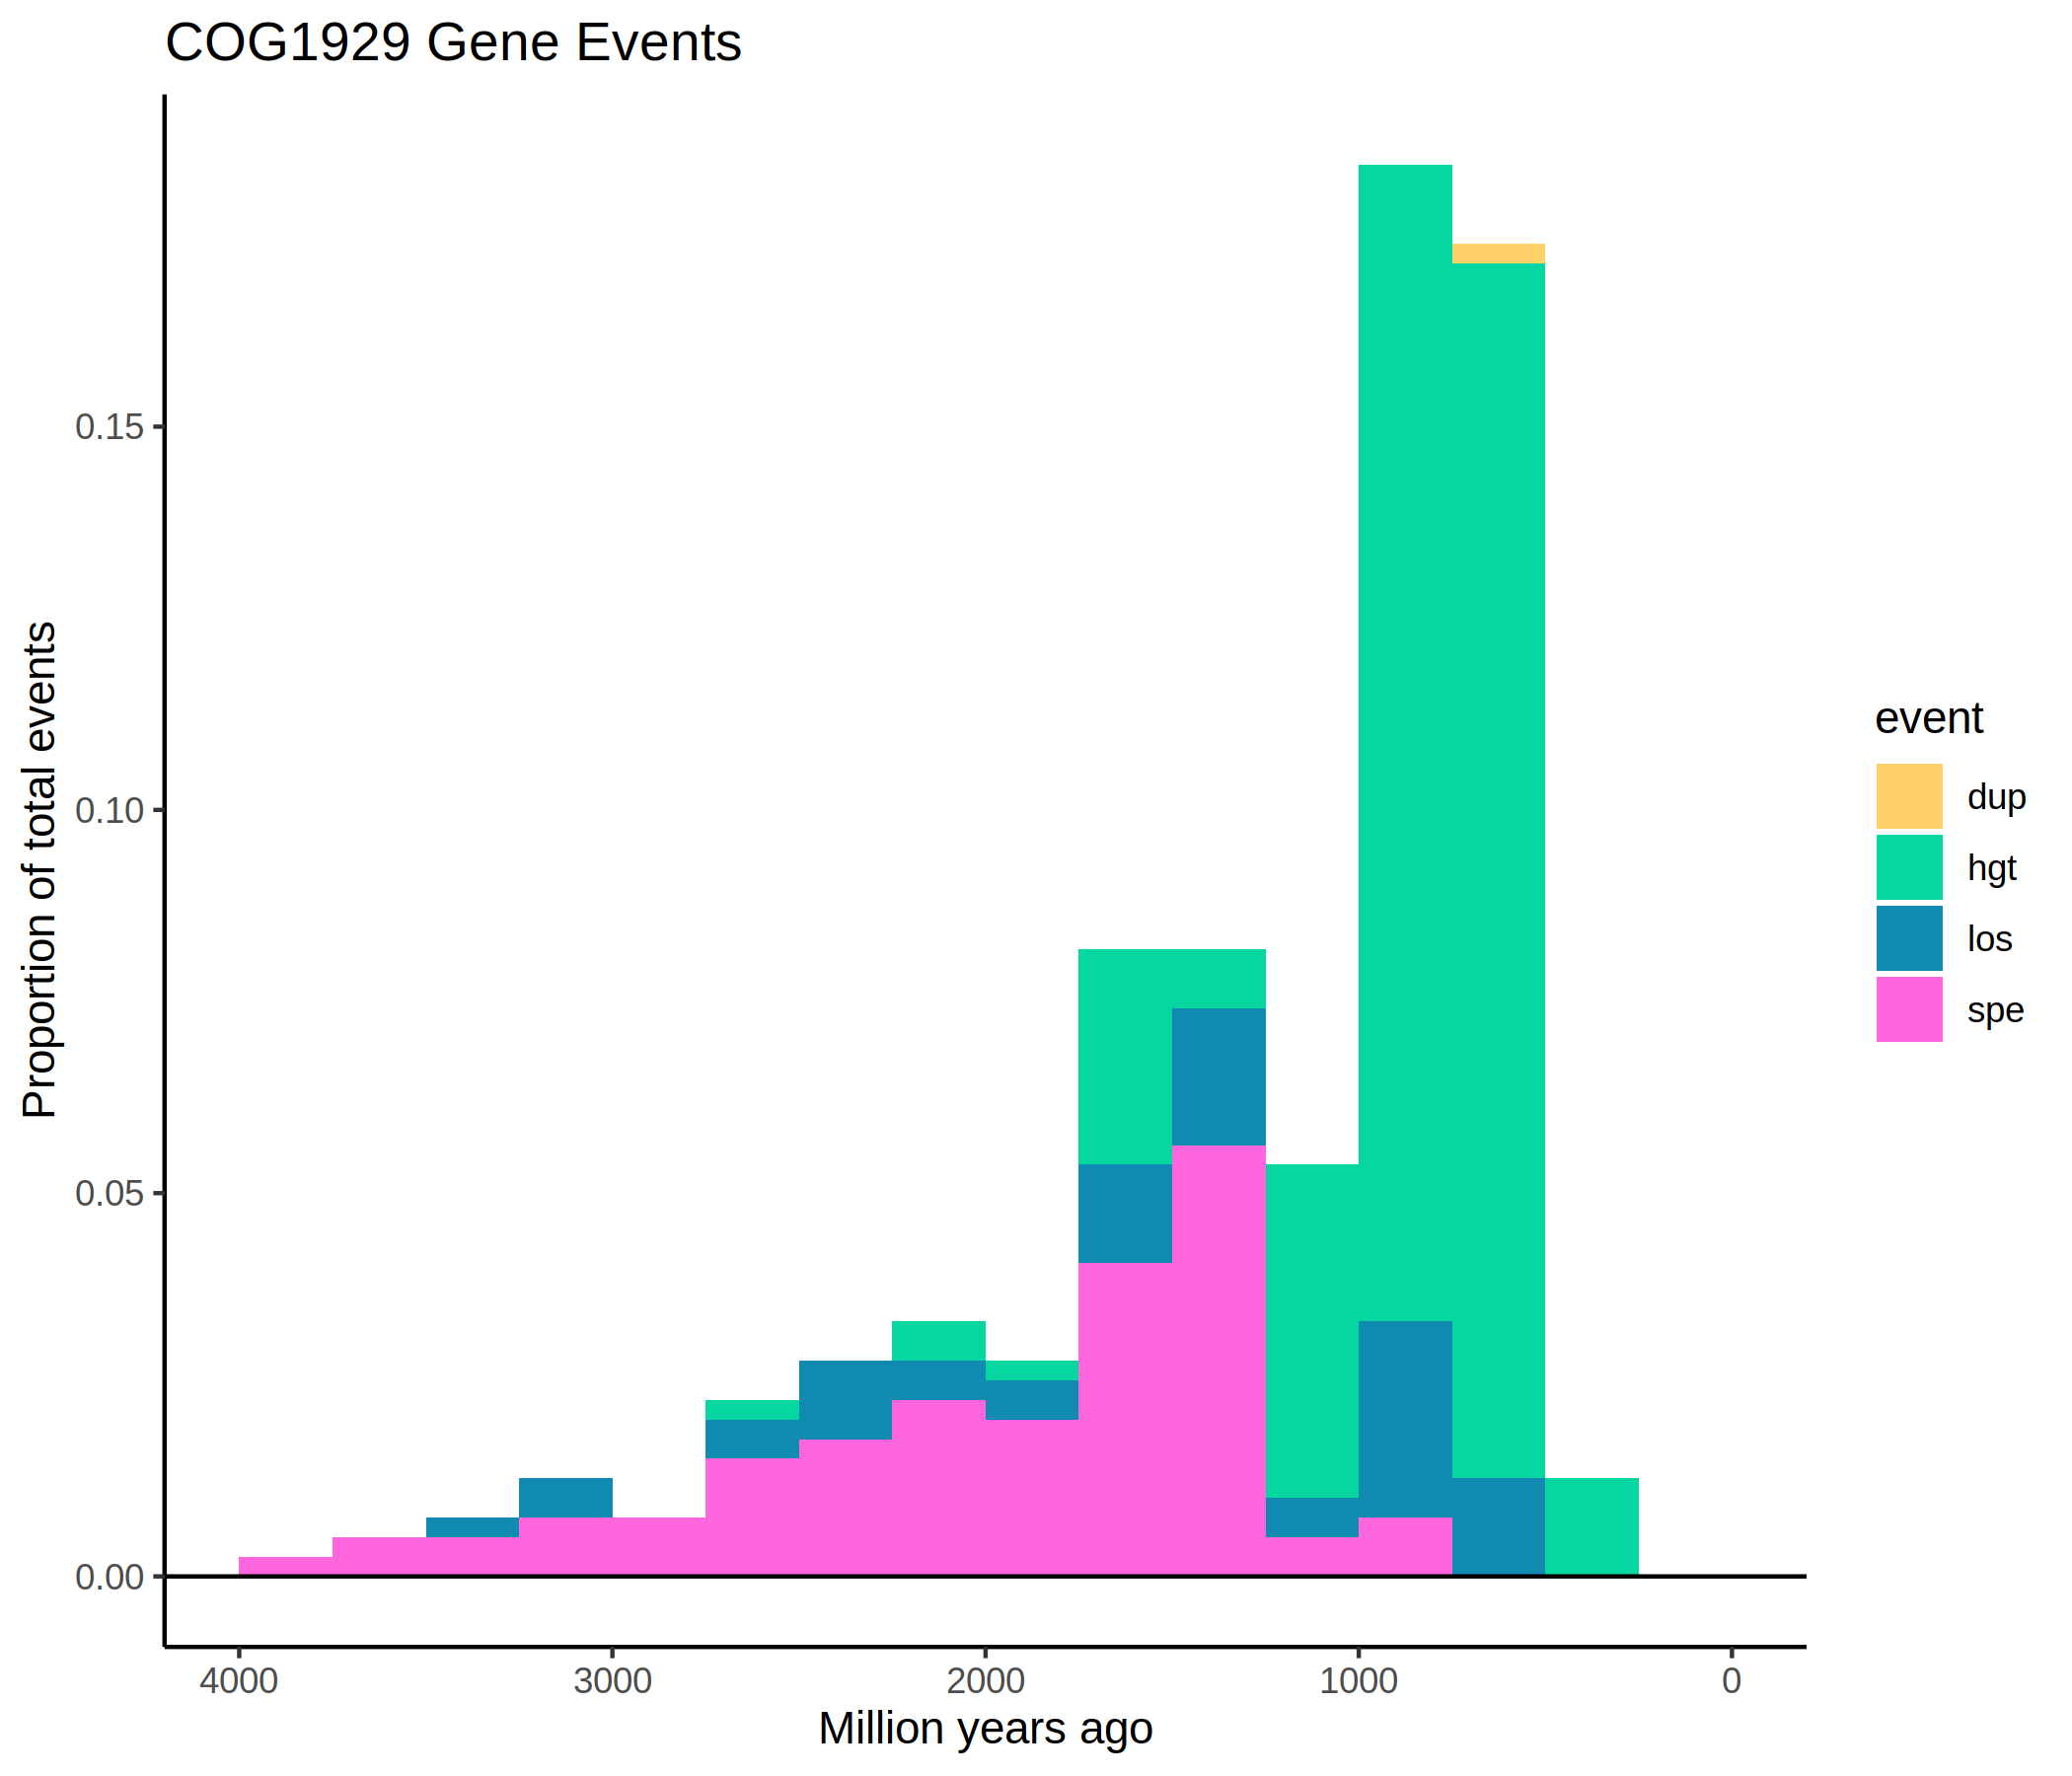 COG1929 Gene Events
Proportion of total events
0.15
0.10
0.05
0.00
4000 3000 2000 1000 0
Million years ago
event
dup
hgt
los
spe